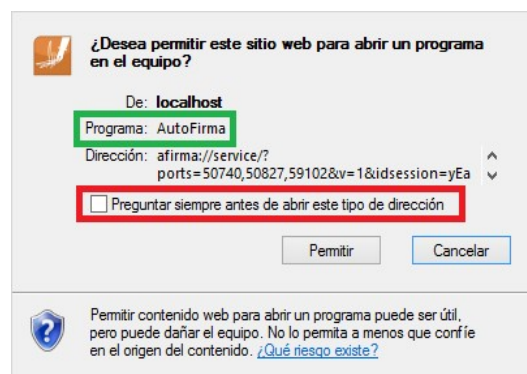 ¿Desea permitir este sitio web para abrir un programa
en el equipo?
De: localhost
Programa: AutoFirma
Dirección: afirma://service/?
ports=50740,50827,59102&v=1&idsession=yEa
Preguntar siempre antes de abrir este tipo de dirección
Permitir Cancelar
Permitir contenido web para abrir un programa puede ser útil,
pero puede dañar el equipo. No lo permita a menos que confíe
en el origen del contenido. ¿Qué riesgo existe?